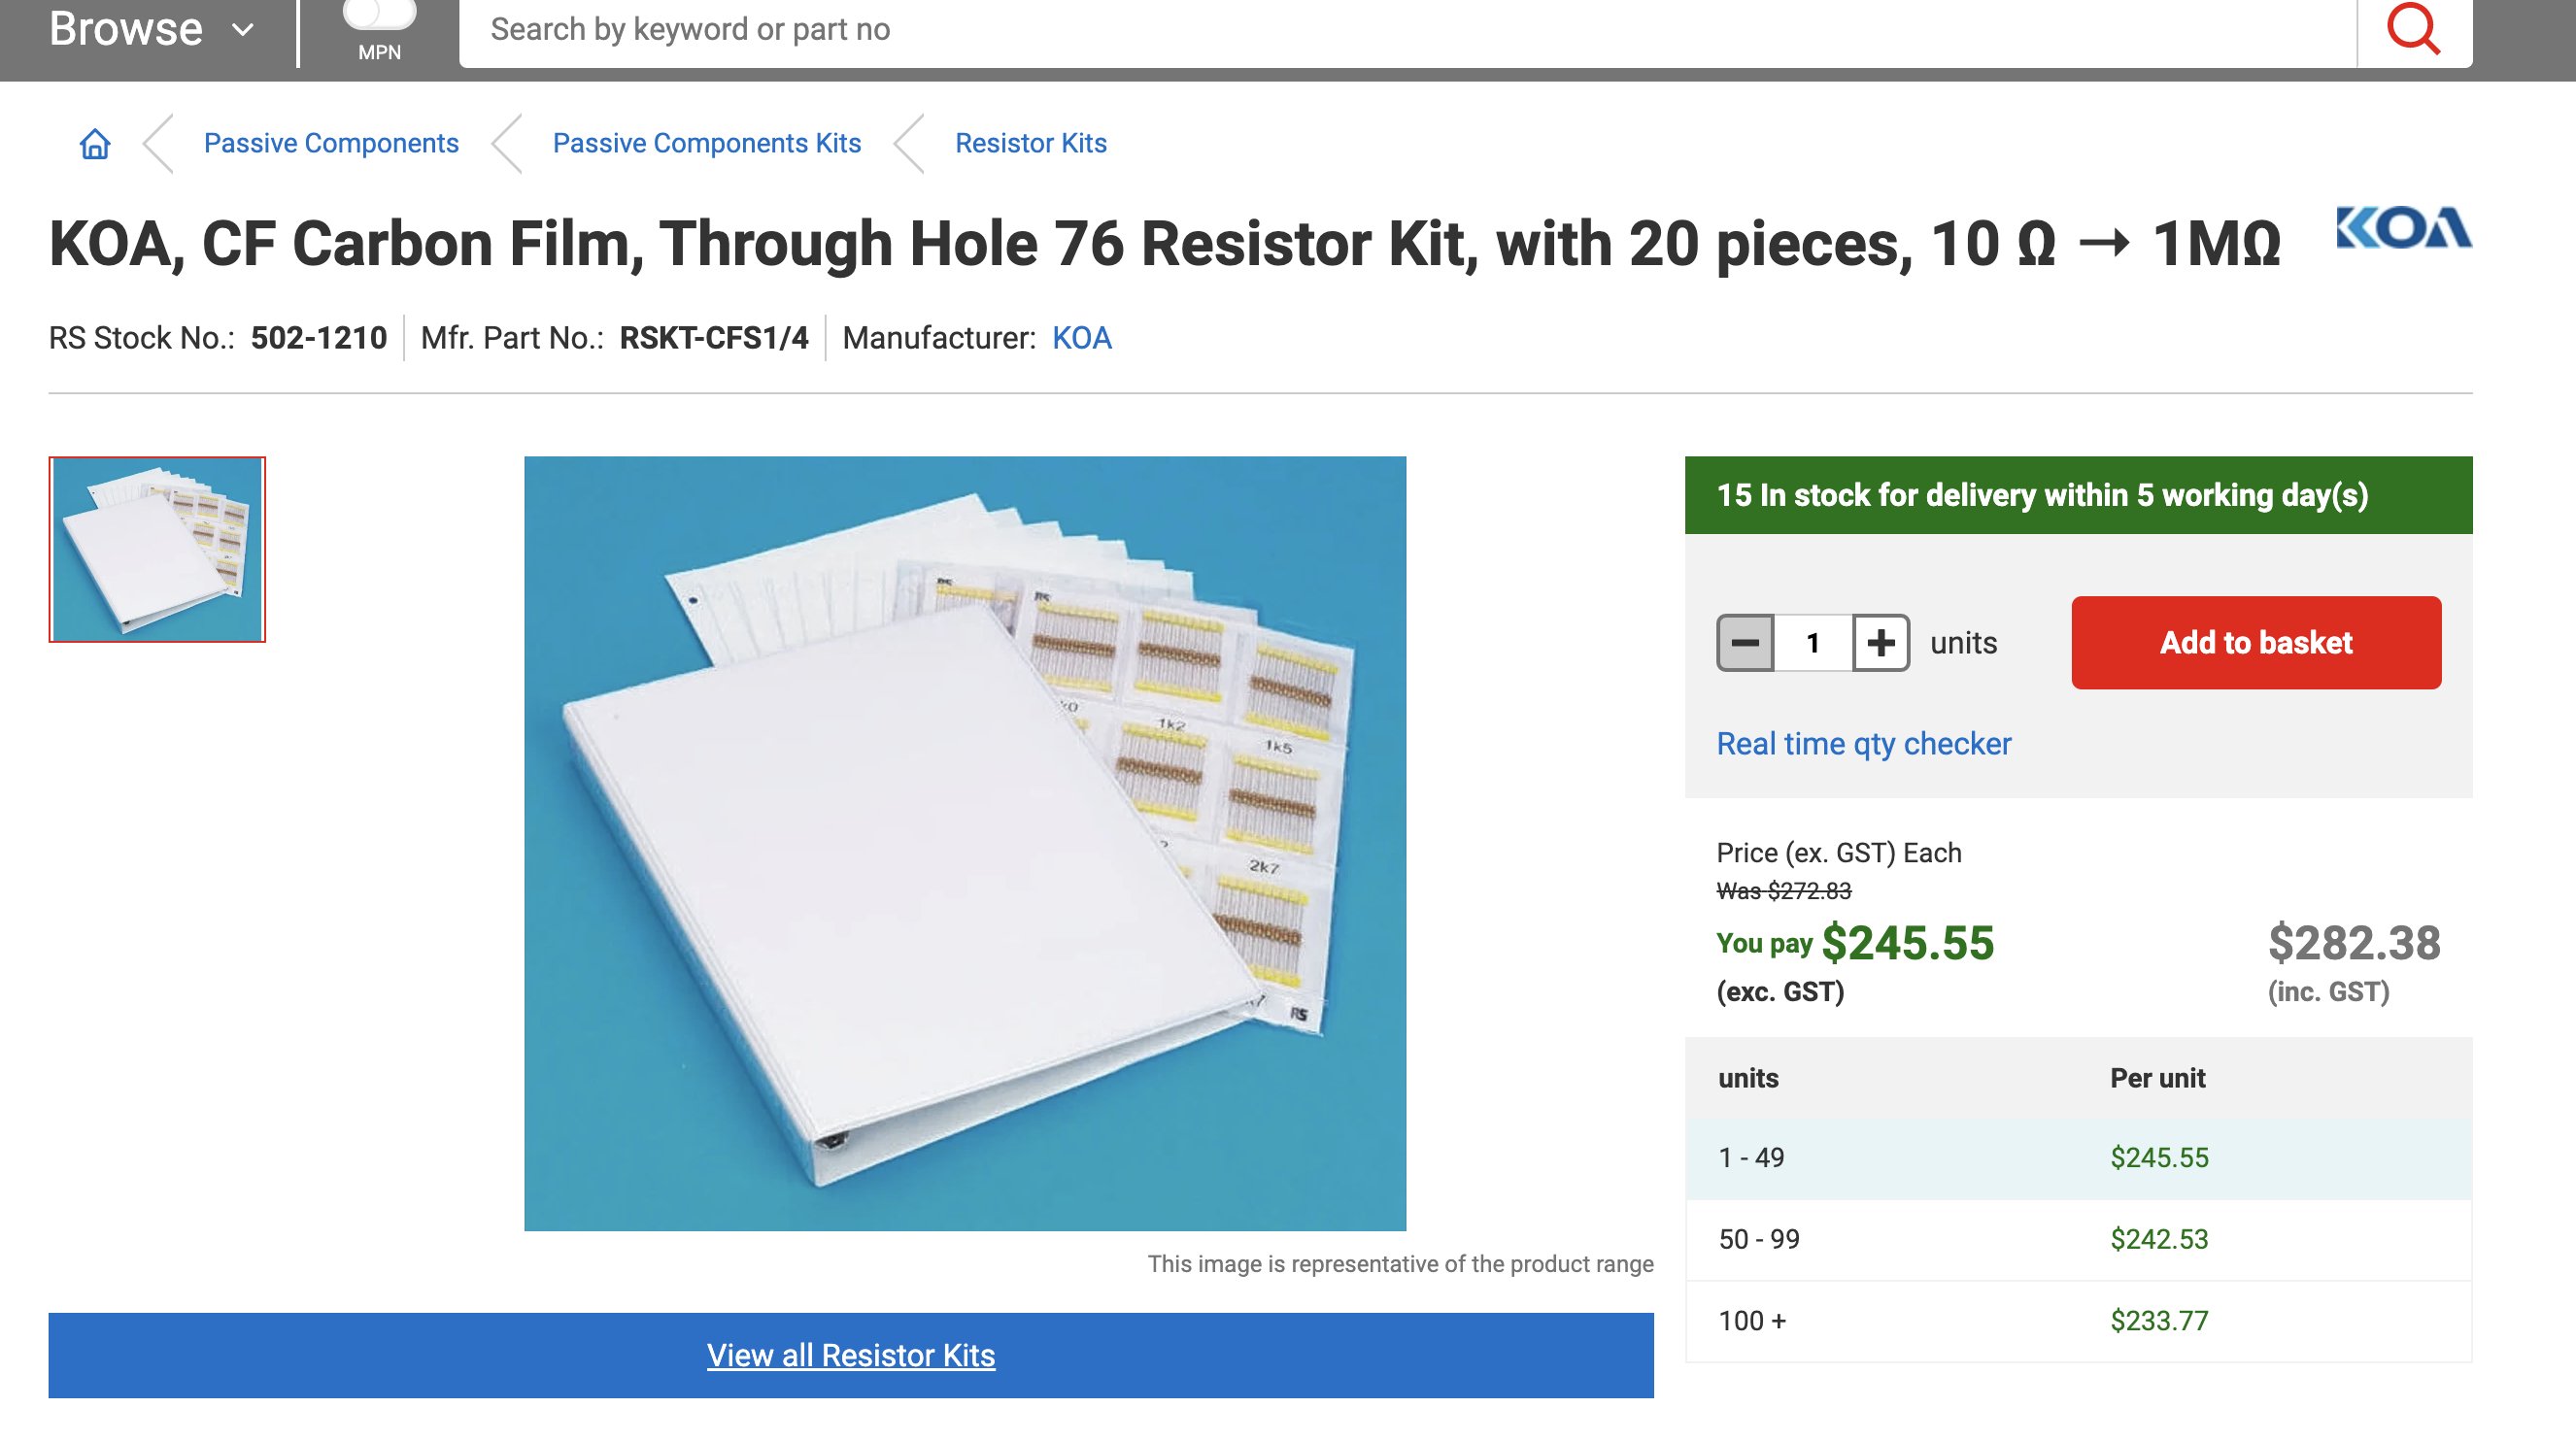 Browse
MPN
Search by keyword or part no
Passive Components
Passive Components Kits
Resistor Kits
KOA, CF Carbon Film, Through Hole 76 Resistor Kit, with 20 pieces, 10 Ω → 1MΩ
KOA
RS Stock No.: 502-1210
Mfr. Part No.: RSKT-CFS1/4
Manufacturer: KOA
RS
RS
1k2
1k5
2k7
RS
This image is representative of the product range
View all Resistor Kits
15 In stock for delivery within 5 working day(s)
1
units
Add to basket
Real time qty checker
Price (ex. GST) Each
Was $272.83
You pay $245.55
(exc. GST)
$282.38
(inc. GST)
units Per unit
1 - 49 $245.55
50 - 99 $242.53
100 + $233.77